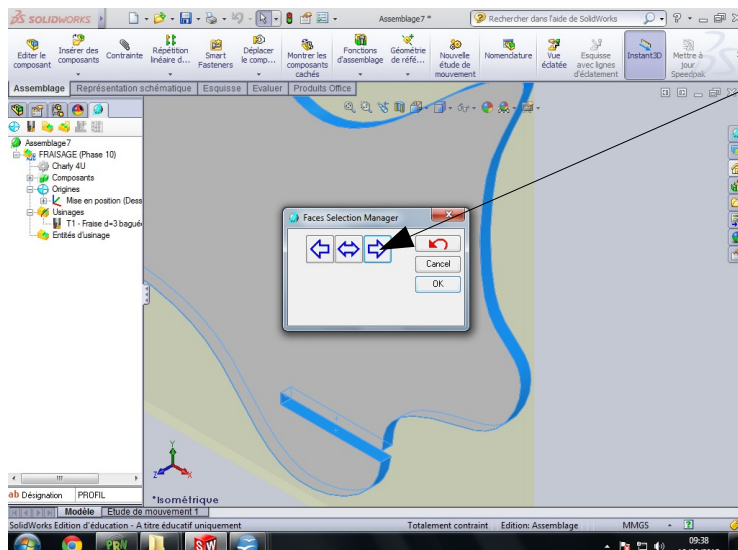 SOLIDWORKS
Assemblage7 *
Rechercher dans l'aide de SolidWorks
Editer le composant
Insérer des composants
Contrainte
Répétition linéaire d...
Smart Fasteners
Déplacer le comp...
Montrer les composants cachés
Fonctions d'assemblage
Géométrie de réfé...
Nouvelle étude de mouvement
Nomenclature
Vue éclatée
Esquisse avec lignes d'éclatement
Instant3D
Mettre à jour Speedpak
Assemblage
Représentation schématique
Esquisse
Evaluer
Produits Office
Assemblage7
FRAISAGE (Phase 10)
Charly 4U
Composants
Origines
Mise en position (Dess
Usinages
T1 - Fraise d=3 bagué
Entités d'usinage
Faces Selection Manager
Cancel
OK
Y
Z
X
*Isométrique
ab Désignation PROFIL
Modèle
Etude de mouvement 1
SolidWorks Edition d'éducation - A titre éducatif uniquement
Totalement contraint
Edition: Assemblage
MMGS
PRN
SW
09:38